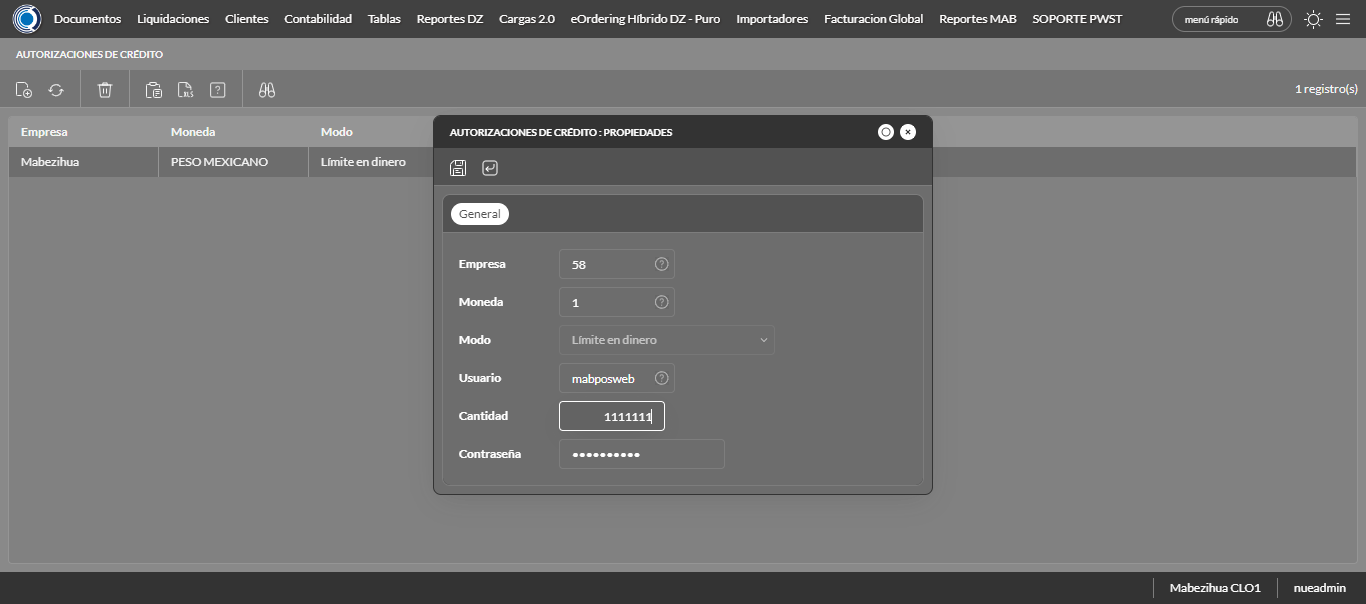 Documentos Liquidaciones Clientes Contabilidad Tablas Reportes DZ Cargas 2.0 eOrdering Híbrido DZ - Puro Importadores Facturacion Global Reportes MAB SOPORTE PWST menú rápido
AUTORIZACIONES DE CRÉDITO
XLS ? 1 registro(s)
Empresa Moneda Modo
Mabezihua PESO MEXICANO Límite en dinero
AUTORIZACIONES DE CRÉDITO : PROPIEDADES
General
Empresa 58 ?
Moneda 1 ?
Modo Límite en dinero
Usuario mabposweb ?
Cantidad 1111111
Contraseña ••••••••••
Mabezihua CLO1 nueadmin